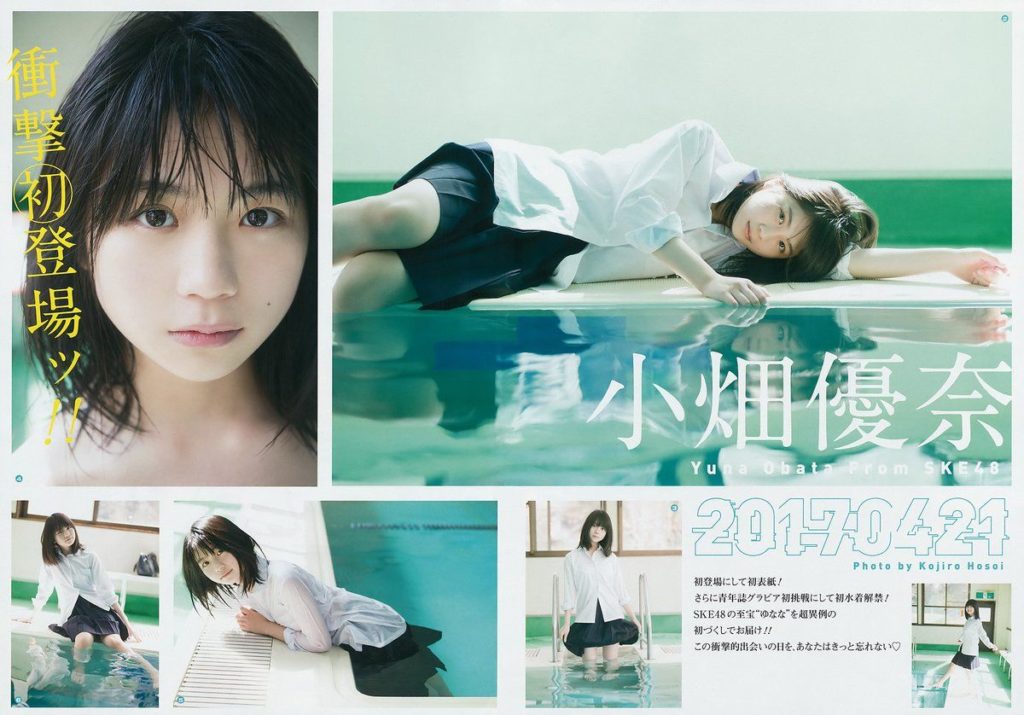 衝撃初登場ッ!!
小畑優奈
Yuna Obata From SKE48
20170421
Photo by Kojiro Hosoi
初登場にして初表紙！
さらに青年誌グラビア初挑戦にして初水着解禁！
SKE48の至宝“ゆなな”を超異例の
初づくしでお届け!!
この衝撃的出会いの日を、あなたはきっと忘れない♡